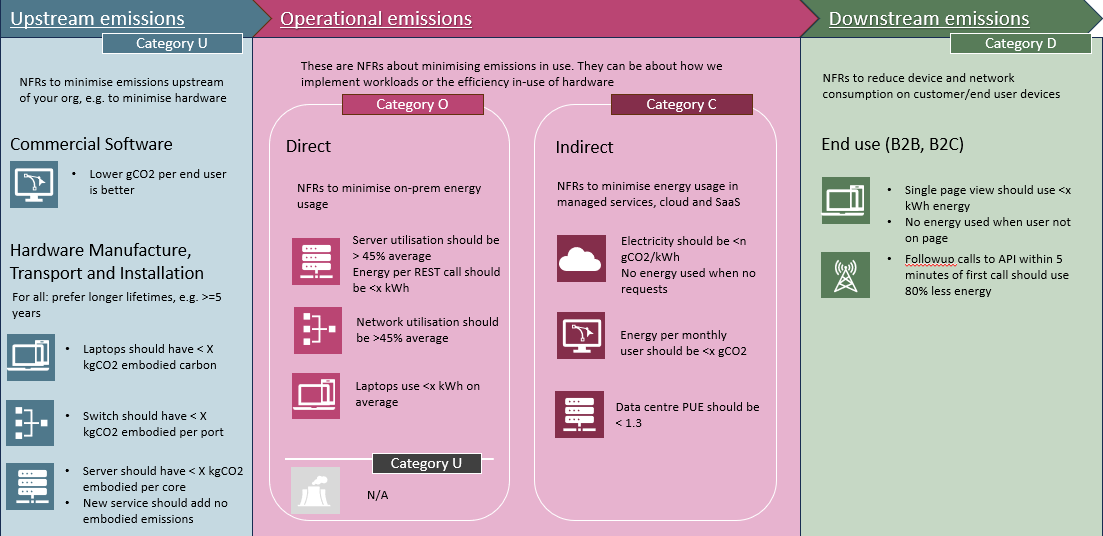 Upstream emissions
Category U
NFRs to minimise emissions upstream
of your org, e.g. to minimise hardware
Commercial Software
• Lower gCO2 per end user
is better
Hardware Manufacture,
Transport and Installation
For all: prefer longer lifetimes, e.g. >=5
years
• Laptops should have < X
kgCO2 embodied carbon
• Switch should have < X
kgCO2 embodied per port
• Server should have < X kgCO2
embodied per core
• New service should add no
embodied emissions
Operational emissions
These are NFRs about minimising emissions in use. They can be about how we
implement workloads or the efficiency in-use of hardware
Category O
Direct
NFRs to minimise on-prem energy
usage
Server utilisation should be
> 45% average
Energy per REST call should
be <x kWh
Network utilisation should
be >45% average
Laptops use <x kWh on
average
Category U
N/A
Category C
Indirect
NFRs to minimise energy usage in
managed services, cloud and SaaS
Electricity should be <n
gCO2/kWh
No energy used when no
requests
Energy per monthly
user should be <x gCO2
Data centre PUE should be
< 1.3
Downstream emissions
Category D
NFRs to reduce device and network
consumption on customer/end user devices
End use (B2B, B2C)
• Single page view should use <x
kWh energy
• No energy used when user not
on page
• Followup calls to API within 5
minutes of first call should use
80% less energy